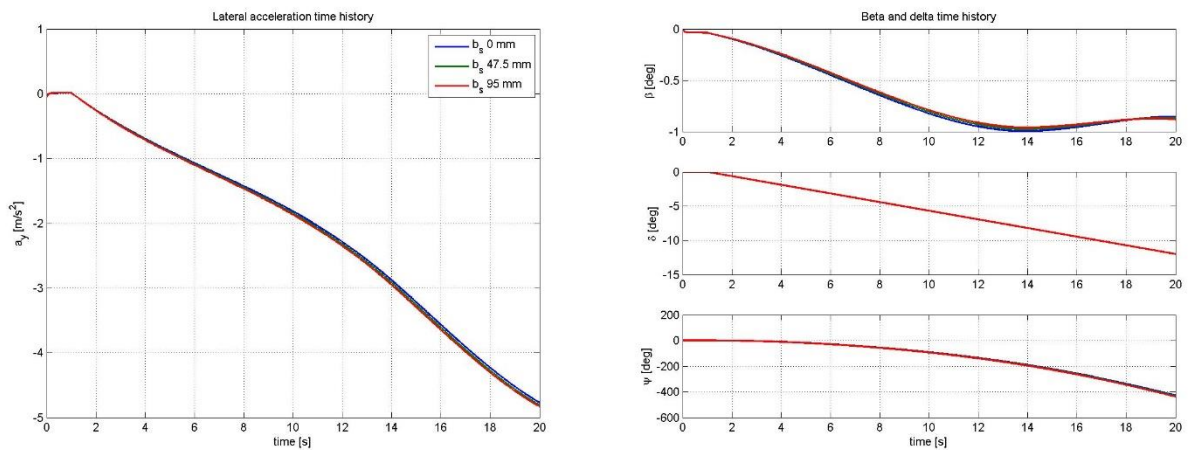 Lateral acceleration time history
1
0
-1
-2
-3
-4
-5
a_y [m/s²]
b_s 0 mm
b_s 47.5 mm
b_s 95 mm
0 2 4 6 8 10 12 14 16 18 20
time [s]
Beta and delta time history
0
-0.5
-1
β [deg]
0 2 4 6 8 10 12 14 16 18 20
0
-5
-10
-15
δ [deg]
0 2 4 6 8 10 12 14 16 18 20
200
0
-200
-400
-600
Ψ [deg]
0 2 4 6 8 10 12 14 16 18 20
time [s]